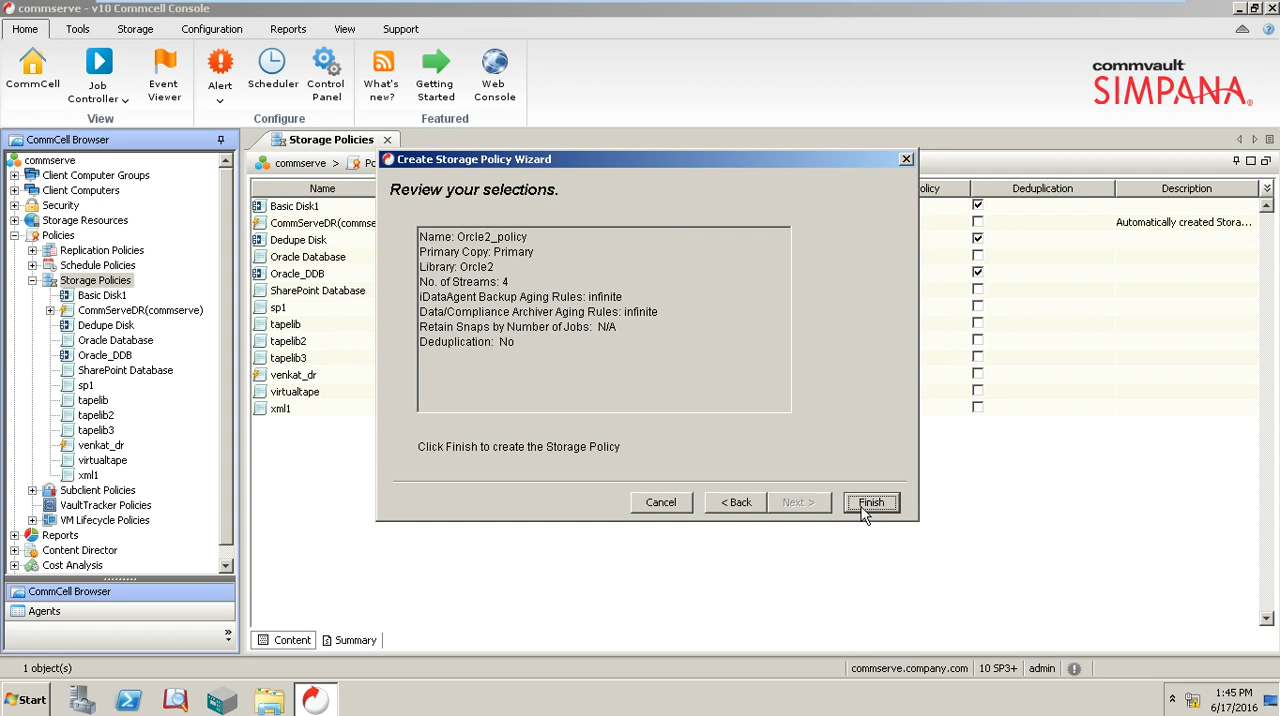 commserve - v10 Commcell Console
Home Tools Storage Configuration Reports View Support
CommCell
Job Controller
Event Viewer
View
Alert
Scheduler
Control Panel
Configure
What's new?
Getting Started
Web Console
Featured
commvault
SIMPANA
CommCell Browser
commserve
Client Computer Groups
Client Computers
Security
Storage Resources
Policies
Replication Policies
Schedule Policies
Storage Policies
Basic Disk1
CommServeDR(commserve)
Dedupe Disk
Oracle Database
Oracle_DDB
SharePoint Database
sp1
tapelib
tapelib2
tapelib3
venkat_dr
virtualtape
xml1
Subclient Policies
VaultTracker Policies
VM Lifecycle Policies
Reports
Content Director
Cost Analysis
CommCell Browser
Agents
Storage Policies
commserve > Po
Name olicy Deduplication Description
Basic Disk1
CommServeDR(commse Automatically created Stora...
Dedupe Disk
Oracle Database
Oracle_DDB
SharePoint Database
sp1
tapelib
tapelib2
tapelib3
venkat_dr
virtualtape
xml1
Create Storage Policy Wizard
Review your selections.
Name: Orcle2_policy
Primary Copy: Primary
Library: Orcle2
No. of Streams: 4
iDataAgent Backup Aging Rules: infinite
Data/Compliance Archiver Aging Rules: infinite
Retain Snaps by Number of Jobs: N/A
Deduplication: No
Click Finish to create the Storage Policy
Cancel < Back Next > Finish
Content Summary
1 object(s) commserve.company.com 10 SP3+ admin
Start 1:45 PM
6/17/2016